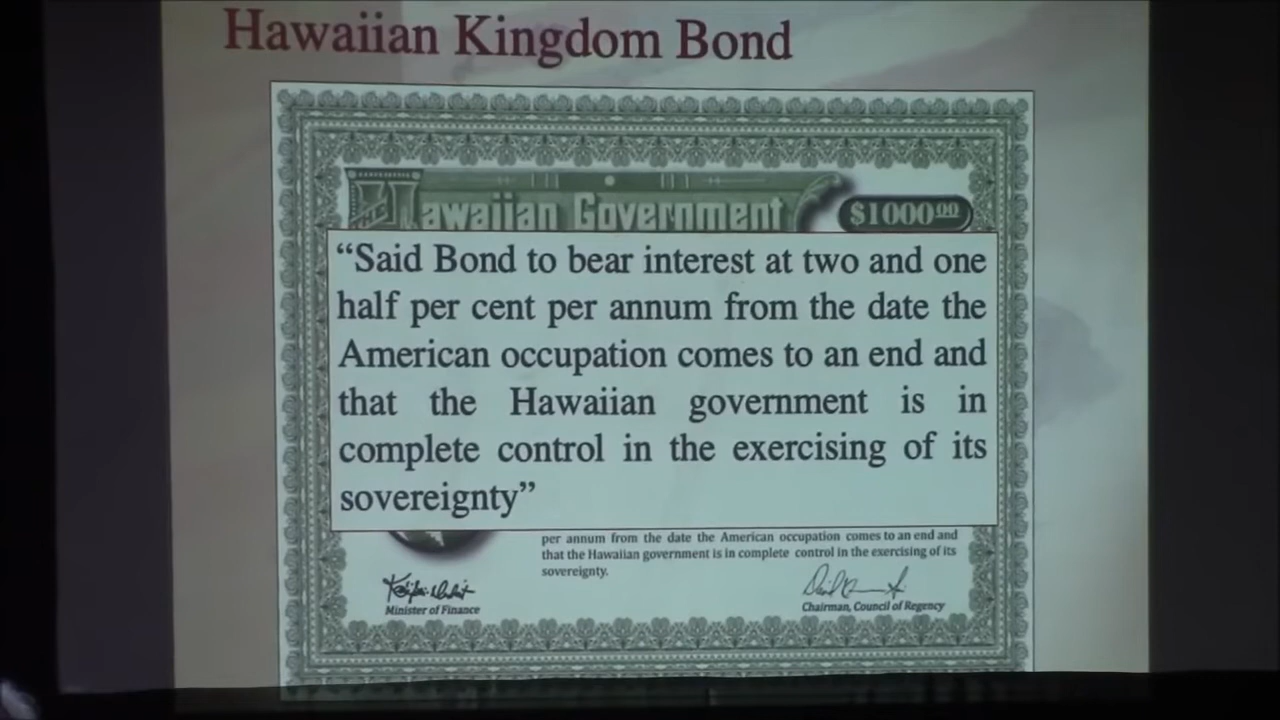 Hawaiian Kingdom Bond
Hawaiian Government
$1000.00
“Said Bond to bear interest at two and one
half per cent per annum from the date the
American occupation comes to an end and
that the Hawaiian government is in
complete control in the exercising of its
sovereignty”
per annum from the date the American occupation comes to an end and
that the Hawaiian government is in complete control in the exercising of its
sovereignty.
Minister of Finance
Chairman, Council of Regency